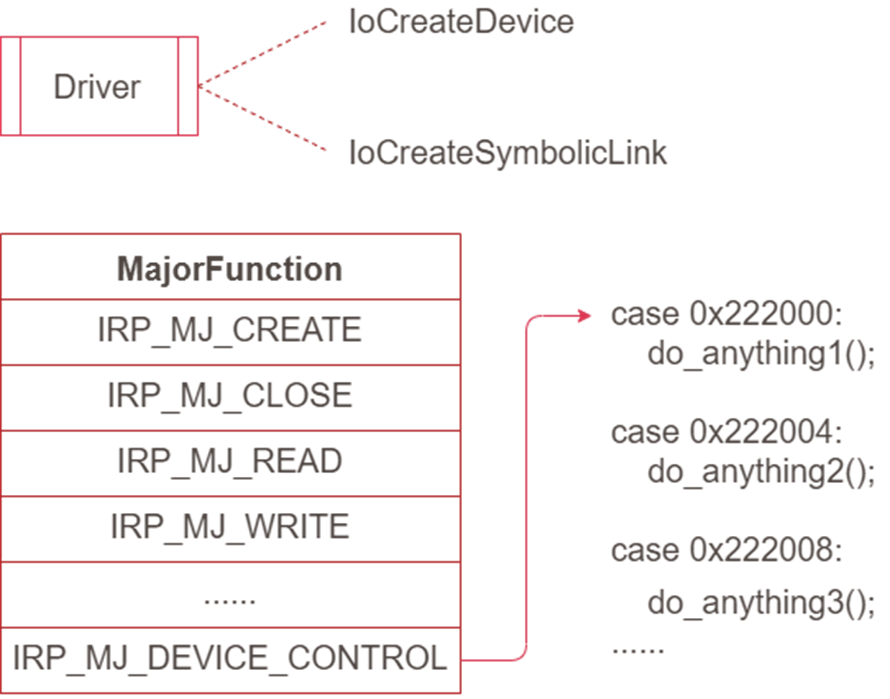 IoCreateDevice
Driver
IoCreateSymbolicLink
MajorFunction
IRP_MJ_CREATE
IRP_MJ_CLOSE
IRP_MJ_READ
IRP_MJ_WRITE
......
IRP_MJ_DEVICE_CONTROL
case 0x222000:
do_anything1();
case 0x222004:
do_anything2();
case 0x222008:
do_anything3();
......